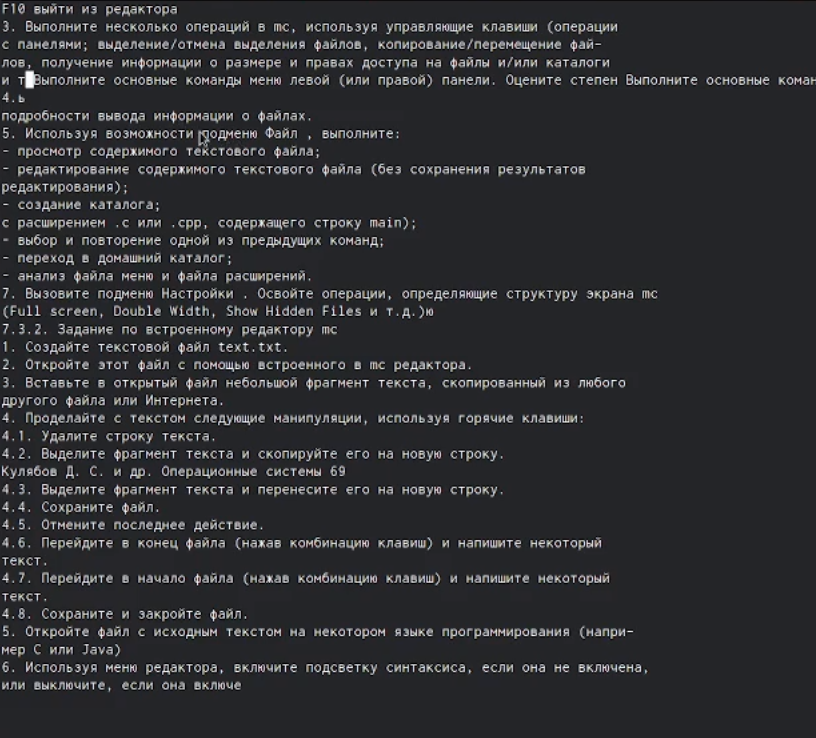 F10 выйти из редактора
3. Выполните несколько операций в mc, используя управляющие клавиши (операции
с панелями; выделение/отмена выделения файлов, копирование/перемещение фай-
лов, получение информации о размере и правах доступа на файлы и/или каталоги
и т Выполните основные команды меню левой (или правой) панели. Оцените степен Выполните основные коман
4.ь
подробности вывода информации о файлах.
5. Используя возможности подменю Файл , выполните:
- просмотр содержимого текстового файла;
- редактирование содержимого текстового файла (без сохранения результатов
редактирования);
- создание каталога;
с расширением .c или .cpp, содержащего строку main);
- выбор и повторение одной из предыдущих команд;
- переход в домашний каталог;
- анализ файла меню и файла расширений.
7. Вызовите подменю Настройки . Освойте операции, определяющие структуру экрана mc
(Full screen, Double Width, Show Hidden Files и т.д.)ю
7.3.2. Задание по встроенному редактору mc
1. Создайте текстовой файл text.txt.
2. Откройте этот файл с помощью встроенного в mc редактора.
3. Вставьте в открытый файл небольшой фрагмент текста, скопированный из любого
другого файла или Интернета.
4. Проделайте с текстом следующие манипуляции, используя горячие клавиши:
4.1. Удалите строку текста.
4.2. Выделите фрагмент текста и скопируйте его на новую строку.
Кулябов Д. С. и др. Операционные системы 69
4.3. Выделите фрагмент текста и перенесите его на новую строку.
4.4. Сохраните файл.
4.5. Отмените последнее действие.
4.6. Перейдите в конец файла (нажав комбинацию клавиш) и напишите некоторый
текст.
4.7. Перейдите в начало файла (нажав комбинацию клавиш) и напишите некоторый
текст.
4.8. Сохраните и закройте файл.
5. Откройте файл с исходным текстом на некотором языке программирования (напри-
мер C или Java)
6. Используя меню редактора, включите подсветку синтаксиса, если она не включена,
или выключите, если она включе